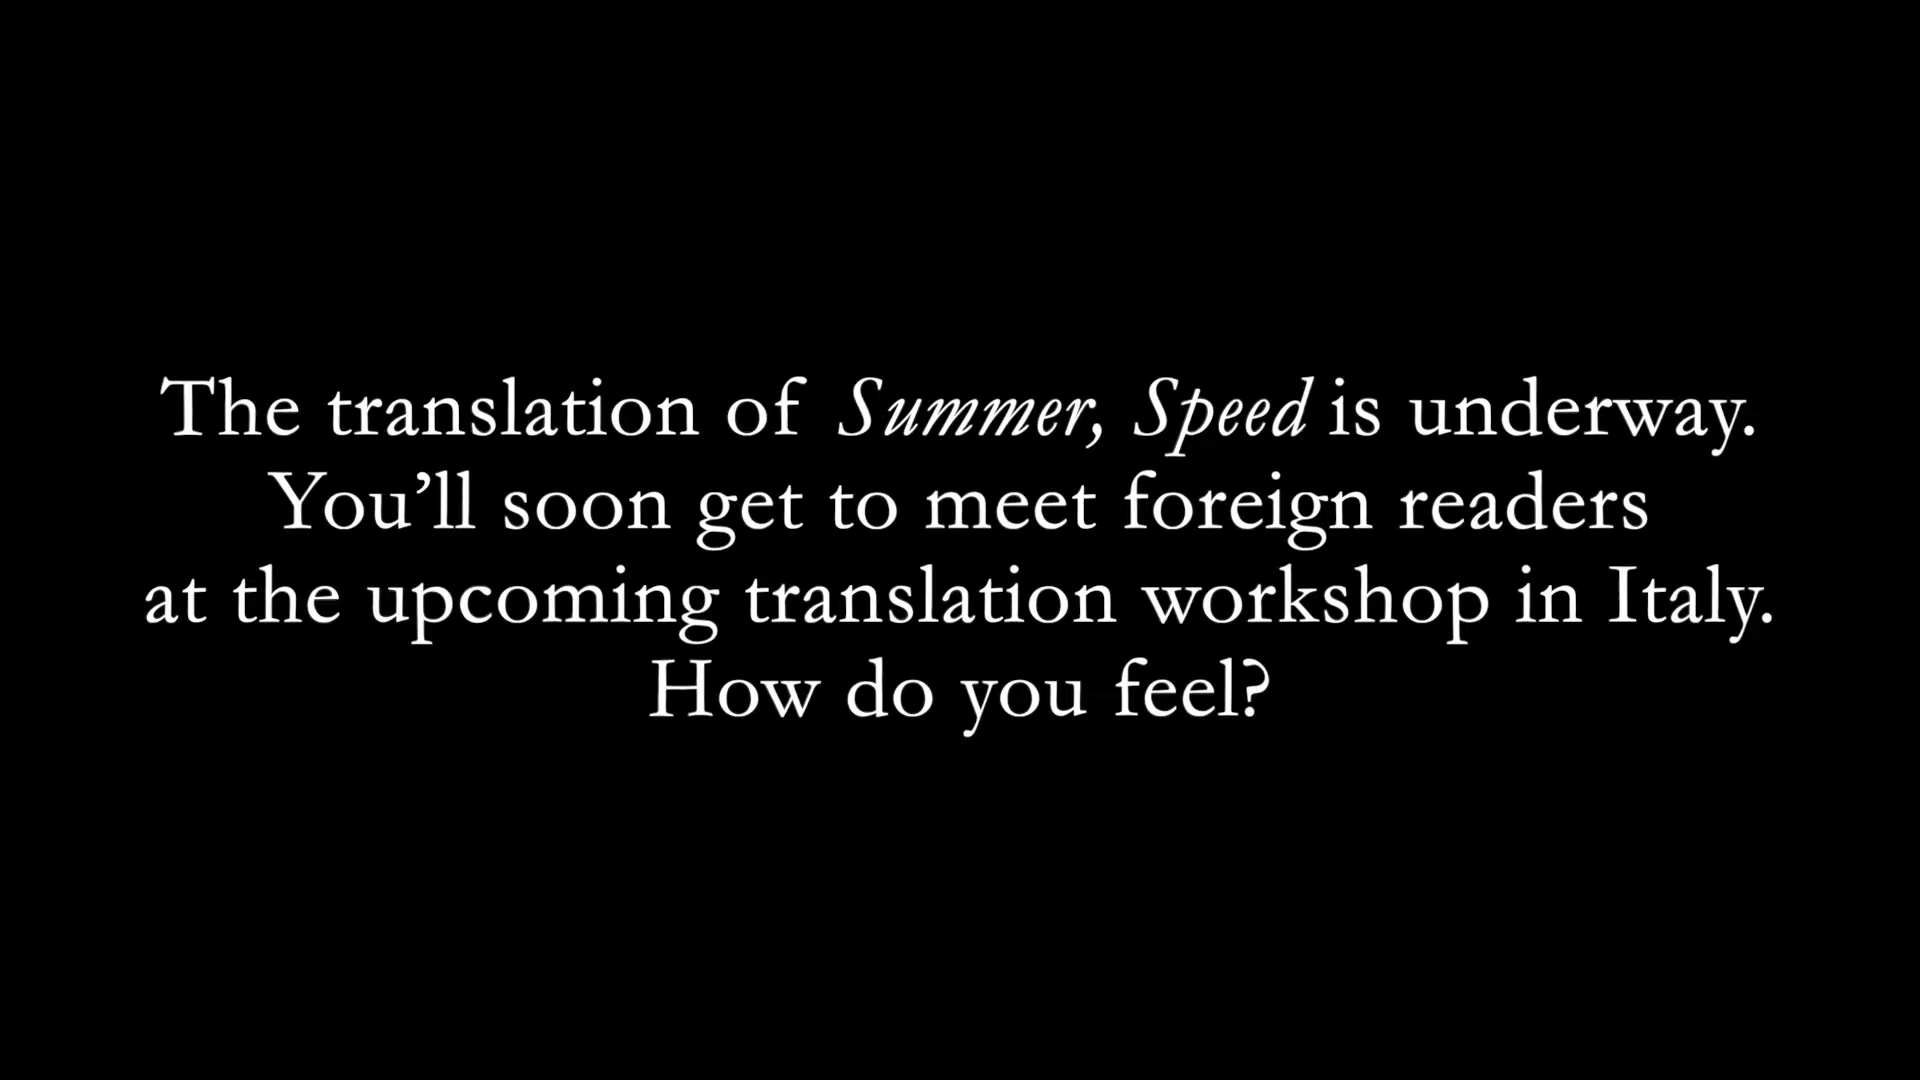 The translation of Summer, Speed is underway.
You’ll soon get to meet foreign readers
at the upcoming translation workshop in Italy.
How do you feel?